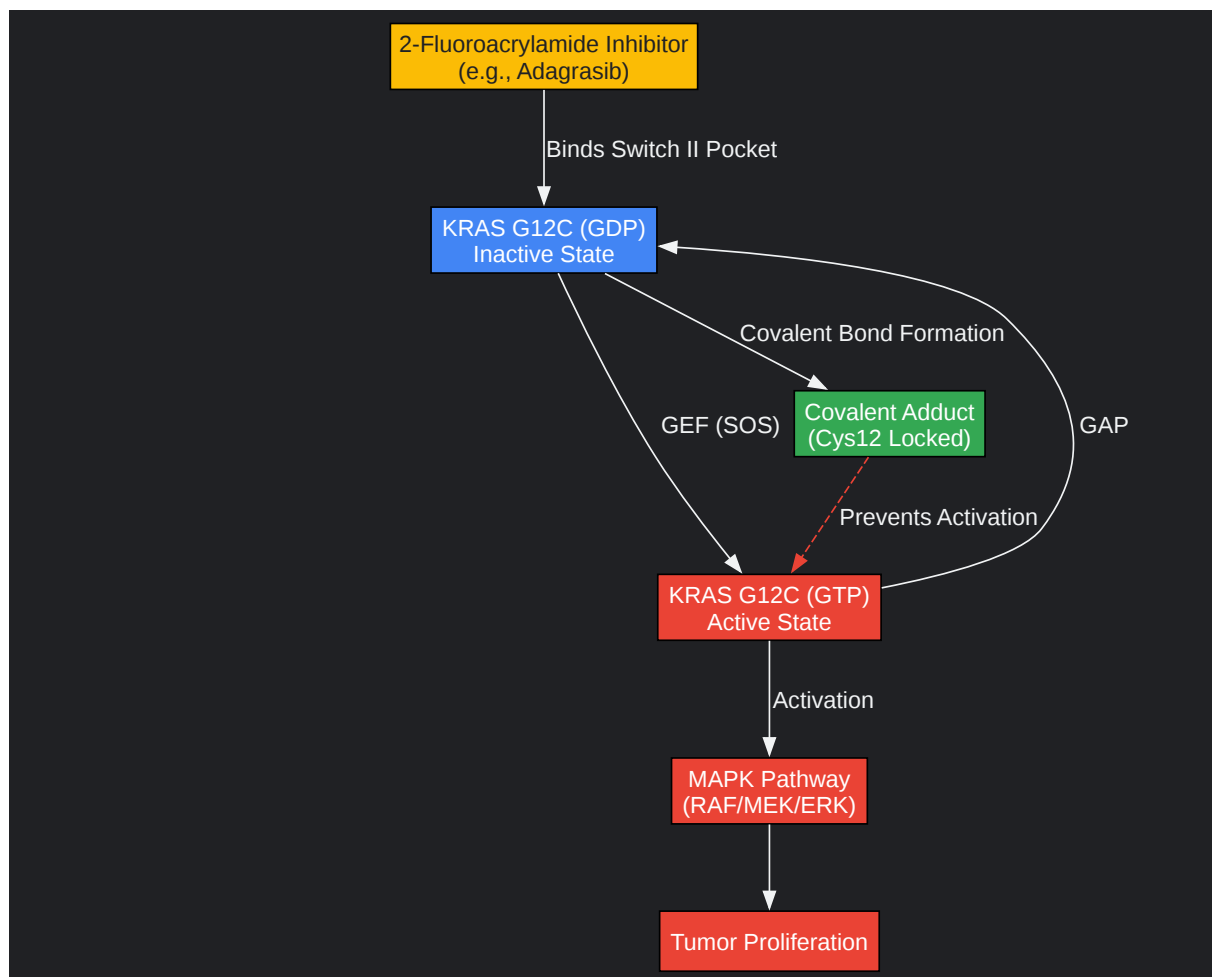 2-Fluoroacrylamide Inhibitor
(e.g., Adagrasib)
Binds Switch II Pocket
KRAS G12C (GDP)
Inactive State
Covalent Bond Formation
Covalent Adduct
(Cys12 Locked)
GEF (SOS)
GAP
Prevents Activation
KRAS G12C (GTP)
Active State
Activation
MAPK Pathway
(RAF/MEK/ERK)
Tumor Proliferation